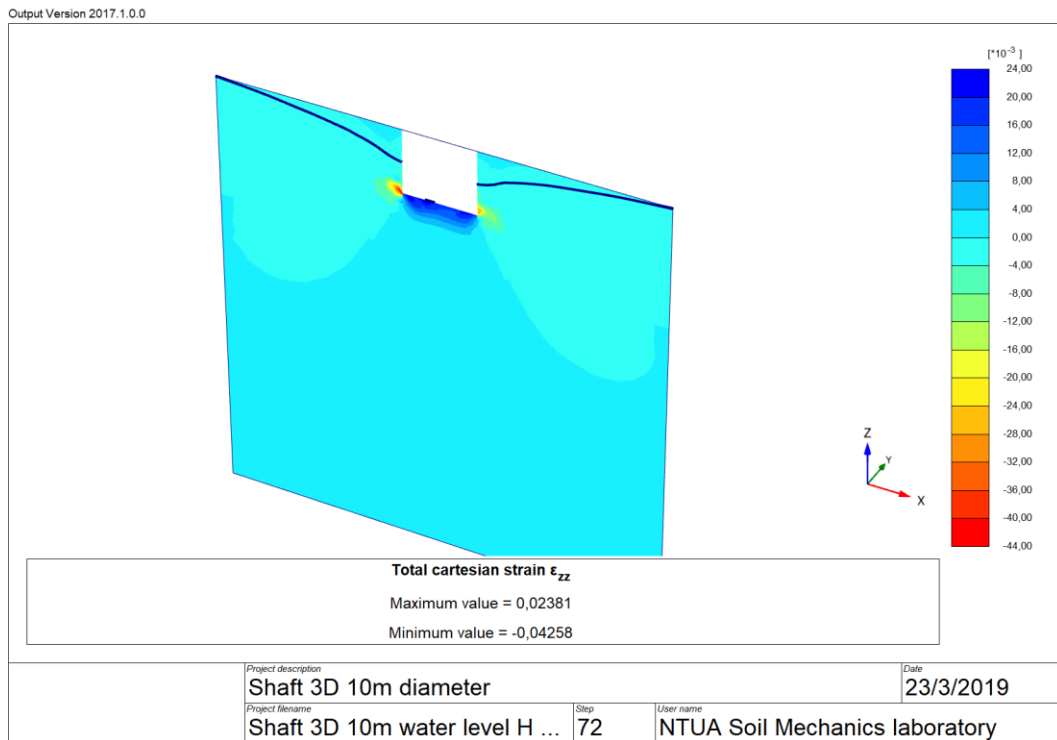 Output Version 2017.1.0.0
[*10-3 ]
24,00
20,00
16,00
12,00
8,00
4,00
0,00
-4,00
-8,00
-12,00
-16,00
-20,00
-24,00
-28,00
-32,00
-36,00
-40,00
-44,00
Z
Y
X
Total cartesian strain εzz
Maximum value = 0,02381
Minimum value = -0,04258
Project description
Shaft 3D 10m diameter
Date
23/3/2019
Project filename
Shaft 3D 10m water level H ...
Step
72
User name
NTUA Soil Mechanics laboratory